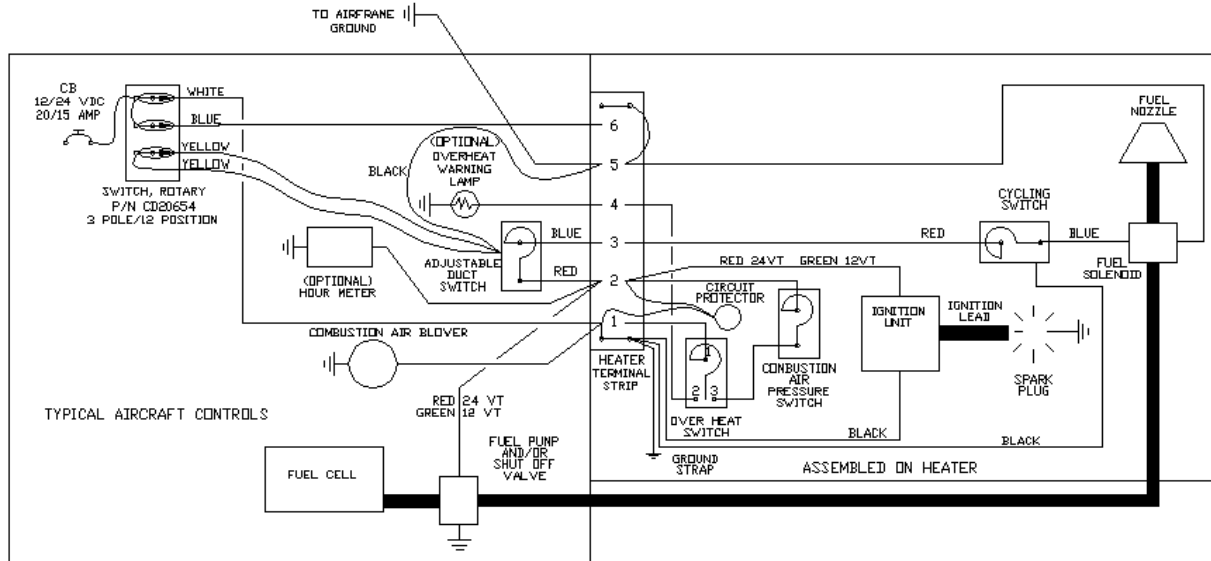 TO AIRFRAME
GROUND
CB
12/24 VDC
20/15 AMP
WHITE
BLUE
YELLOW
YELLOW
SWITCH, ROTARY
P/N CD20654
3 POLE/12 POSITION
BLACK
(OPTIONAL)
OVERHEAT
WARNING
LAMP
6
5
4
3
2
1
FUEL
NOZZLE
CYCLING
SWITCH
RED
BLUE
FUEL
SOLENOID
(OPTIONAL)
HOUR METER
ADJUSTABLE
DUCT
SWITCH
BLUE
RED
RED 24VT
GREEN 12VT
CIRCUIT
PROTECTOR
IGNITION
UNIT
IGNITION
LEAD
SPARK
PLUG
COMBUSTION AIR BLOVER
HEATER
TERMINAL
STRIP
1
2
3
OVER HEAT
SWITCH
CONBUSTION
AIR
PRESSURE
SWITCH
BLACK
BLACK
GROUND
STRAP
RED 24 VT
GREEN 12 VT
TYPICAL AIRCRAFT CONTROLS
FUEL PUNP
AND/OR
SHUT OFF
VALVE
FUEL CELL
ASSEMBLED ON HEATER